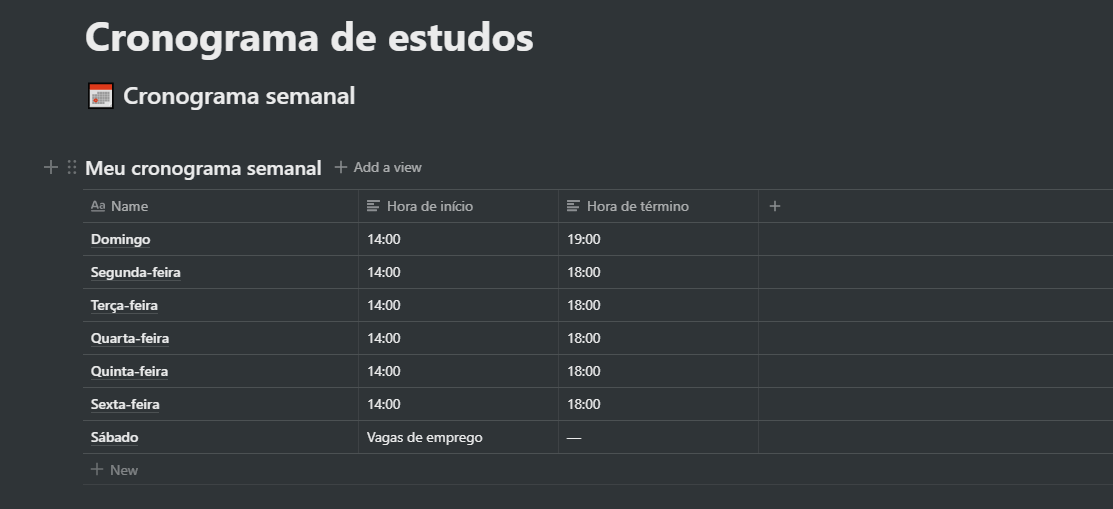 Cronograma de estudos
Cronograma semanal
Meu cronograma semanal + Add a view
Aa Name Hora de início Hora de término +
Domingo 14:00 19:00
Segunda-feira 14:00 18:00
Terça-feira 14:00 18:00
Quarta-feira 14:00 18:00
Quinta-feira 14:00 18:00
Sexta-feira 14:00 18:00
Sábado Vagas de emprego —
+ New